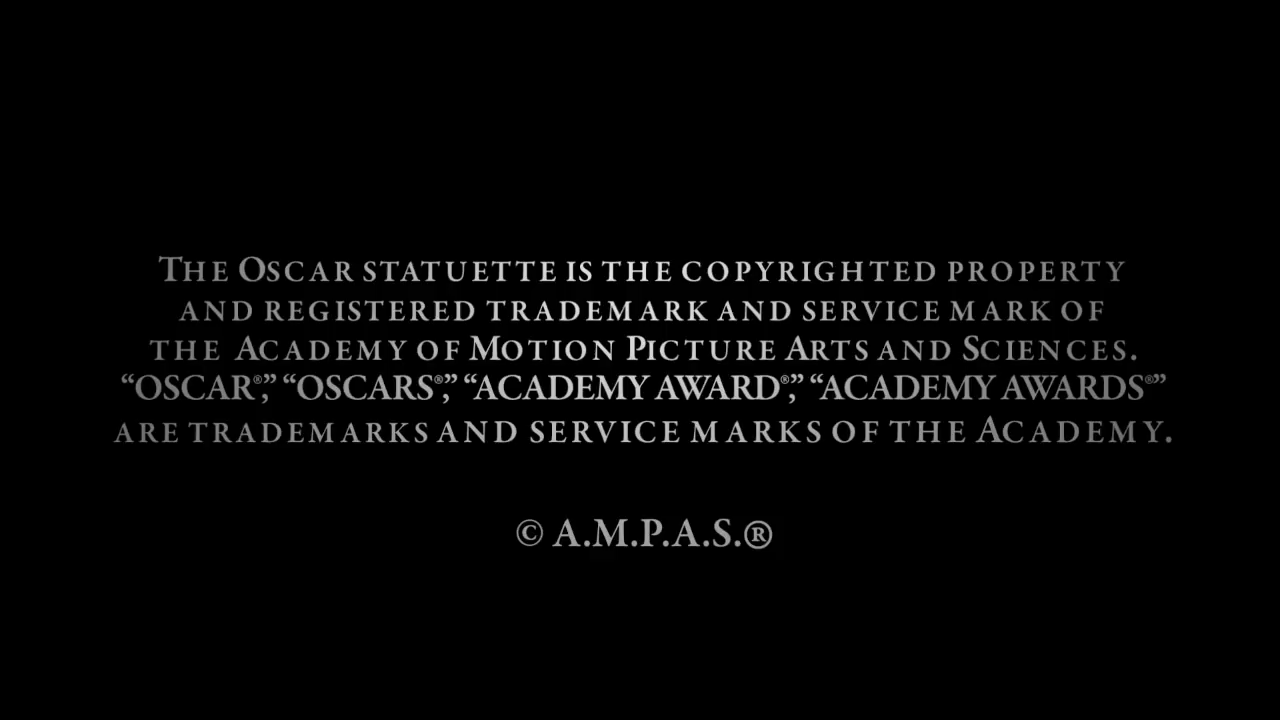 The Oscar statuette is the copyrighted property
and registered trademark and service mark of
the Academy of Motion Picture Arts and Sciences.
“OSCAR®,” “OSCARS®,” “ACADEMY AWARD®,” “ACADEMY AWARDS®”
are trademarks and service marks of the Academy.
© A.M.P.A.S.®